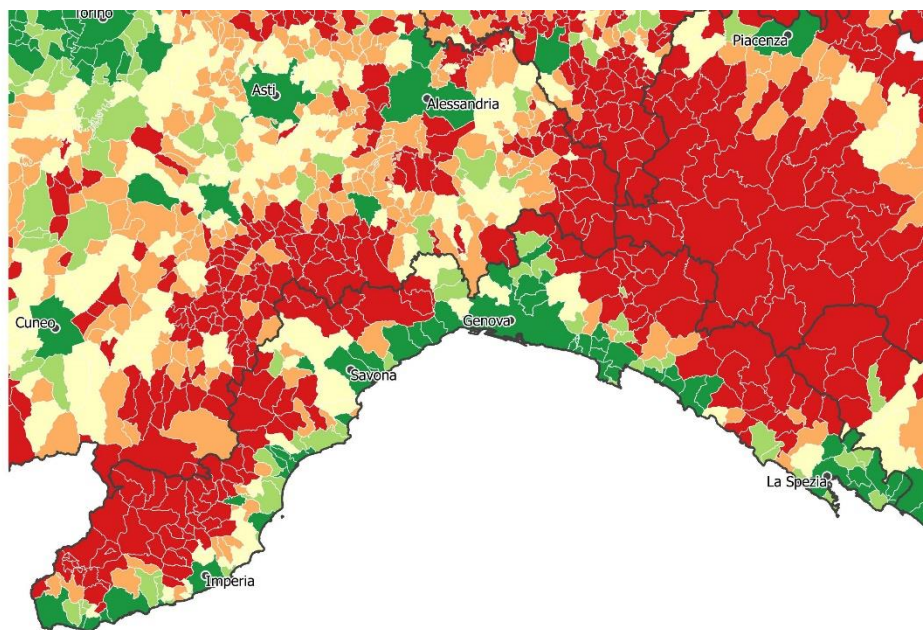 Torino
Piacenza
Asti
Alessandria
Cuneo
Genova
Savona
La Spezia
Imperia